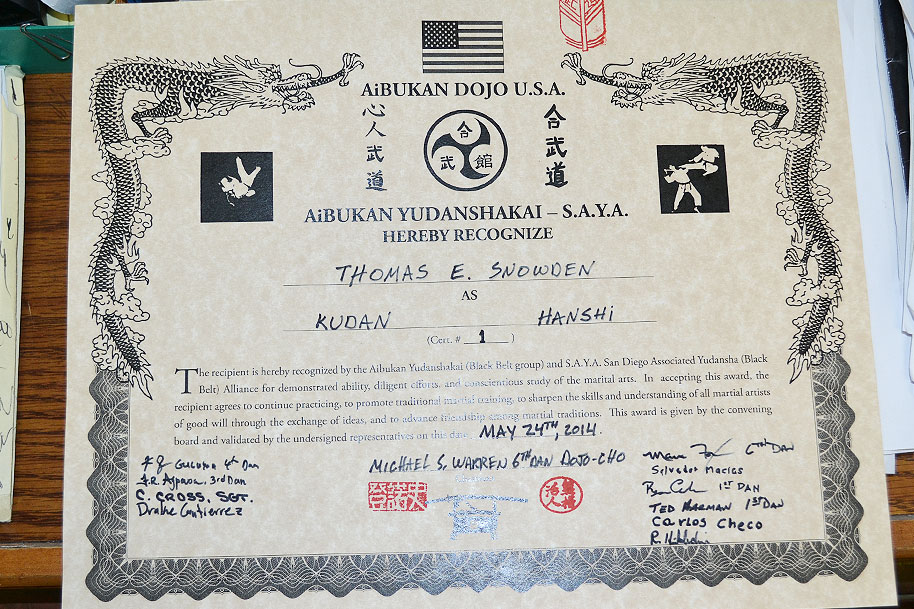 AiBUKAN DOJO U.S.A.
心人武道
合武館
合武道
AiBUKAN YUDANSHAKAI – S.A.Y.A.
HEREBY RECOGNIZE
THOMAS E. SNOWDEN
AS
KUDAN HANSHi
(Cert. # 1 )
The recipient is hereby recognized by the Aibukan Yudanshakai (Black Belt group) and S.A.Y.A. San Diego Associated Yudansha (Black
Belt) Alliance for demonstrated ability, diligent efforts, and conscientious study of the marital arts. In accepting this award, the
recipient agrees to continue practicing, to promote traditional martial training, to sharpen the skills and understanding of all martial artists
of good will through the exchange of ideas, and to advance friendship among martial traditions. This award is given by the convening
board and validated by the undersigned representatives on this date MAY 24TH, 2014.
MICHAEL S. WARREN 6TH DAN DOJO-CHO
4th Dan
3rd Dan
C. CROSS, SGT.
Drake Gutierrez
6TH DAN
Salvador Macias
1ST DAN
TED HARMAN 1ST DAN
Carlos Checo